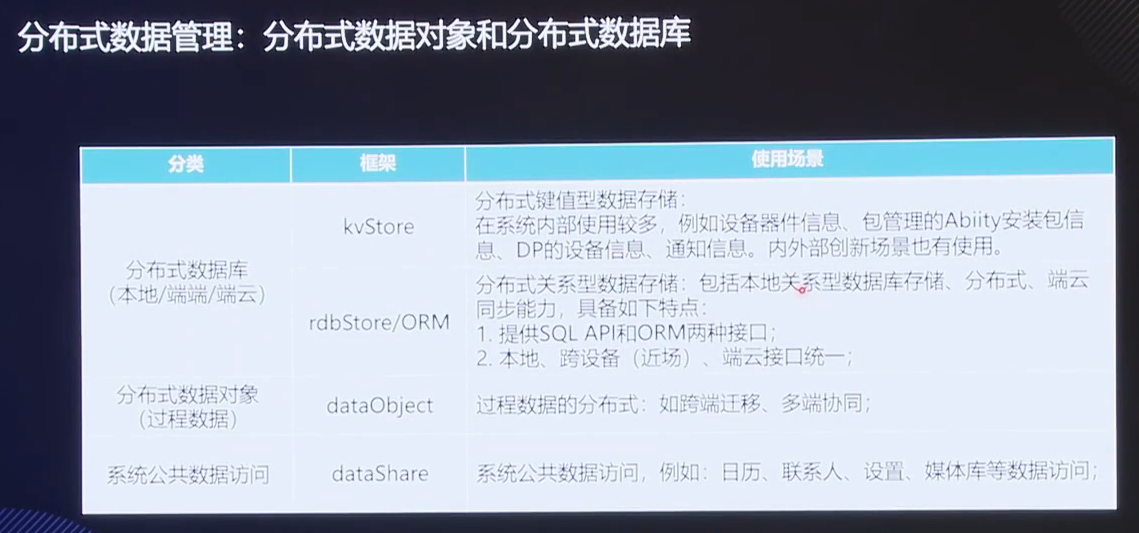 分布式数据管理：分布式数据对象和分布式数据库
分类 框架 使用场景
分布式数据库
（本地/端端/端云）
kvStore
分布式键值型数据存储：
在系统内部使用较多，例如设备器件信息、包管理的Abiity安装包信
息、DP的设备信息、通知信息。内外部创新场景也有使用。
rdbStore/ORM
分布式关系型数据存储：包括本地关系型数据库存储、分布式、端云
同步能力，具备如下特点：
1. 提供SQL API和ORM两种接口；
2. 本地、跨设备（近场）、端云接口统一；
分布式数据对象
（过程数据）
dataObject
过程数据的分布式：如跨端迁移、多端协同；
系统公共数据访问
dataShare
系统公共数据访问，例如：日历、联系人、设置、媒体库等数据访问；